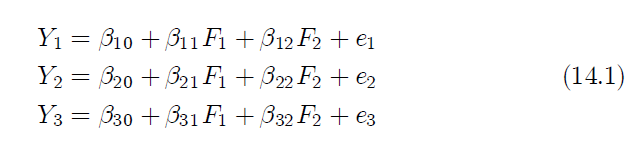 Y₁ = β₁₀ + β₁₁F₁ + β₁₂F₂ + e₁
Y₂ = β₂₀ + β₂₁F₁ + β₂₂F₂ + e₂ (14.1)
Y₃ = β₃₀ + β₃₁F₁ + β₃₂F₂ + e₃